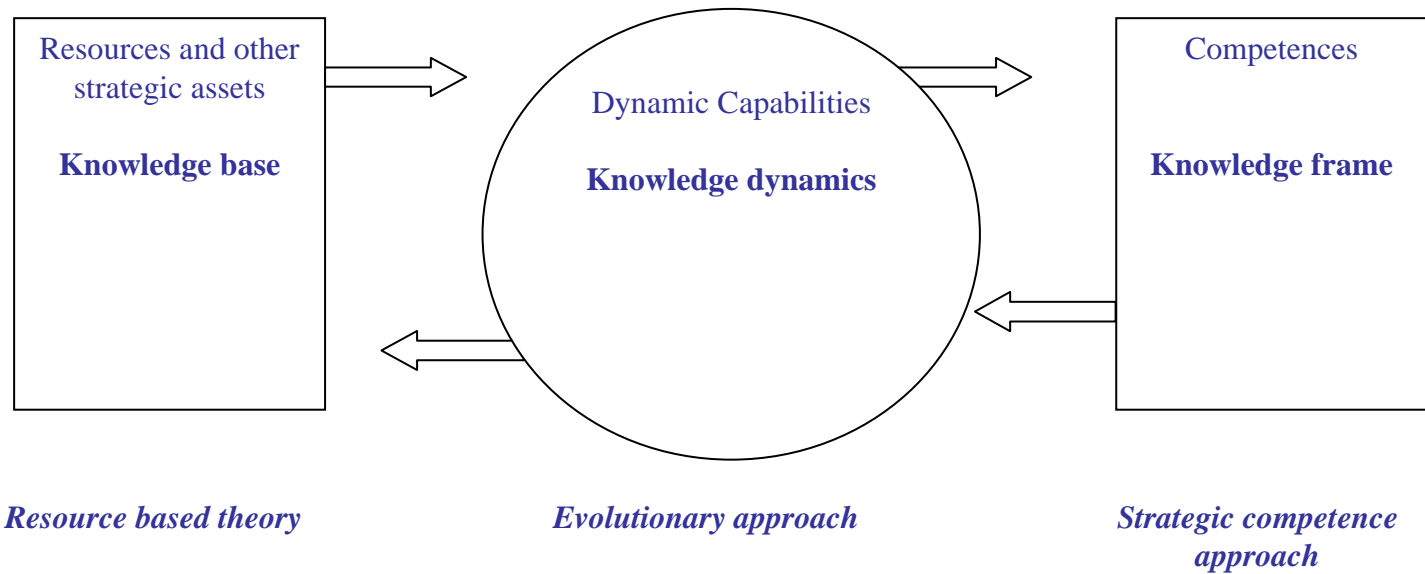 Resources and other
strategic assets
Knowledge base
Dynamic Capabilities
Knowledge dynamics
Competences
Knowledge frame
Resource based theory
Evolutionary approach
Strategic competence
approach